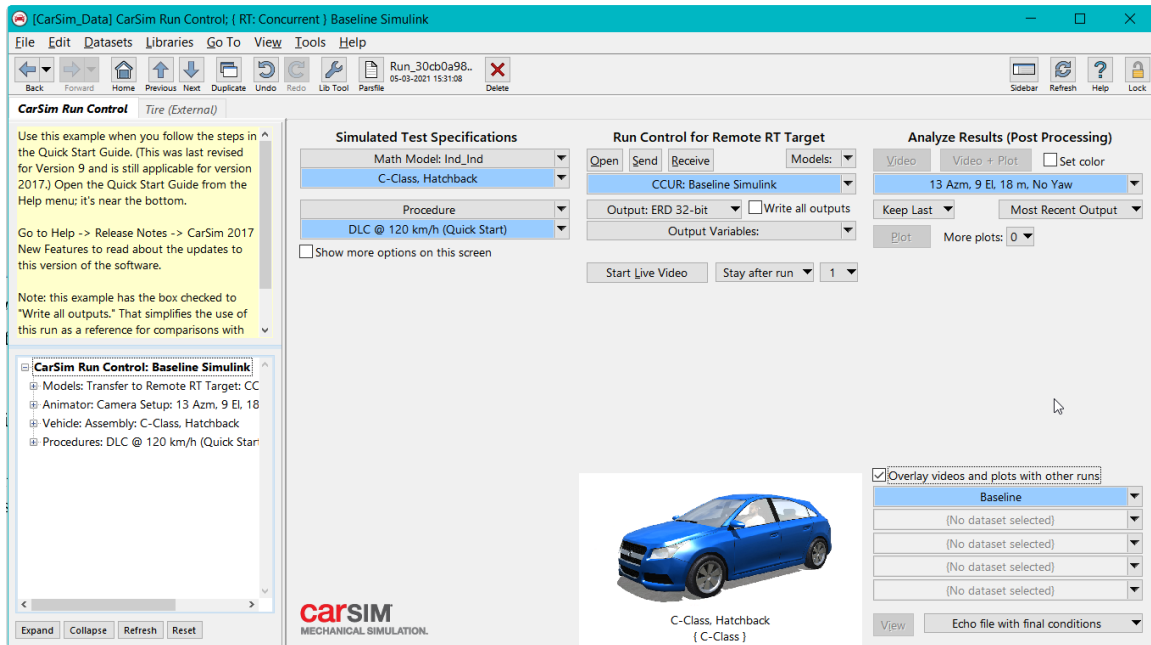 [CarSim_Data] CarSim Run Control; { RT: Concurrent } Baseline Simulink
File Edit Datasets Libraries Go To View Tools Help
Back Forward Home Previous Next Duplicate Undo Redo Lib Tool Parsfile
Run_30cb0a98..
05-03-2021 15:31:08
Delete
Sidebar Refresh Help Lock
CarSim Run Control Tire (External)
Use this example when you follow the steps in
the Quick Start Guide. (This was last revised
for Version 9 and is still applicable for version
2017.) Open the Quick Start Guide from the
Help menu; it's near the bottom.
Go to Help -> Release Notes -> CarSim 2017
New Features to read about the updates to
this version of the software.
Note: this example has the box checked to
"Write all outputs." That simplifies the use of
this run as a reference for comparisons with
CarSim Run Control: Baseline Simulink
Models: Transfer to Remote RT Target: CC
Animator: Camera Setup: 13 Azm, 9 El, 18
Vehicle: Assembly: C-Class, Hatchback
Procedures: DLC @ 120 km/h (Quick Star
Expand Collapse Refresh Reset
Simulated Test Specifications
Math Model: Ind_Ind
C-Class, Hatchback
Procedure
DLC @ 120 km/h (Quick Start)
Show more options on this screen
Run Control for Remote RT Target
Open Send Receive Models:
CCUR: Baseline Simulink
Output: ERD 32-bit Write all outputs
Output Variables:
Start Live Video Stay after run 1
Analyze Results (Post Processing)
Video Video + Plot Set color
13 Azm, 9 El, 18 m, No Yaw
Keep Last Most Recent Output
Plot More plots: 0
Overlay videos and plots with other runs
Baseline
{No dataset selected}
{No dataset selected}
{No dataset selected}
{No dataset selected}
View Echo file with final conditions
carSIM
MECHANICAL SIMULATION.
C-Class, Hatchback
{ C-Class }